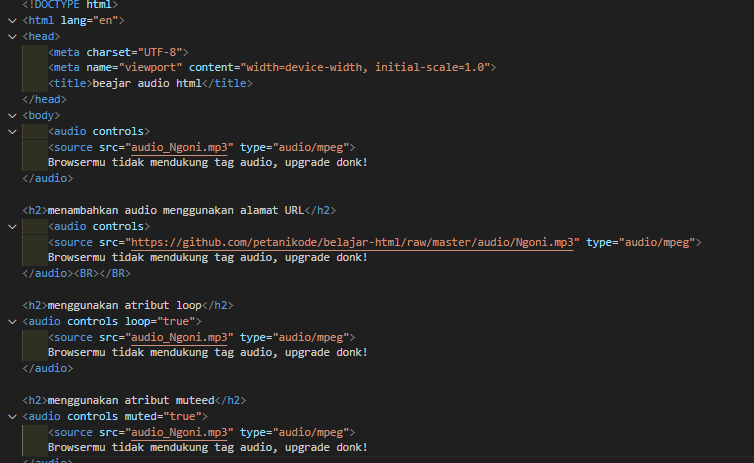 <!DOCTYPE html>
<html lang="en">
<head>
    <meta charset="UTF-8">
    <meta name="viewport" content="width=device-width, initial-scale=1.0">
    <title>beajar audio html</title>
</head>
<body>
    <audio controls>
    <source src="audio_Ngoni.mp3" type="audio/mpeg">
    Browsermu tidak mendukung tag audio, upgrade donk!
</audio>

<h2>menambahkan audio menggunakan alamat URL</h2>
    <audio controls>
    <source src="https://github.com/petanikode/belajar-html/raw/master/audio/Ngoni.mp3" type="audio/mpeg">
    Browsermu tidak mendukung tag audio, upgrade donk!
</audio><BR></BR>

<h2>menggunakan atribut loop</h2>
<audio controls loop="true">
    <source src="audio_Ngoni.mp3" type="audio/mpeg">
    Browsermu tidak mendukung tag audio, upgrade donk!
</audio>

<h2>menggunakan atribut muteed</h2>
<audio controls muted="true">
    <source src="audio_Ngoni.mp3" type="audio/mpeg">
    Browsermu tidak mendukung tag audio, upgrade donk!
</audio>